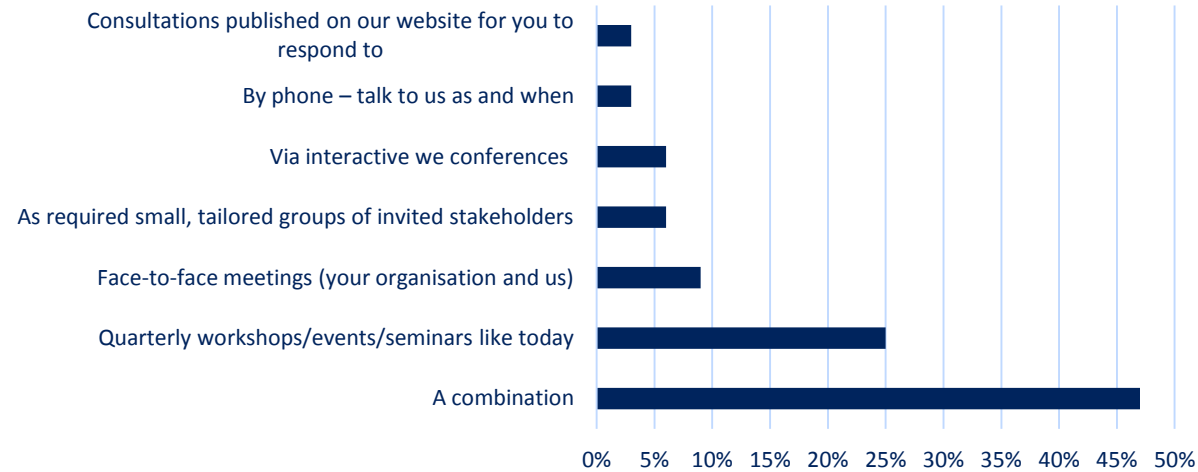 Consultations published on our website for you to
respond to
By phone – talk to us as and when
Via interactive we conferences
As required small, tailored groups of invited stakeholders
Face-to-face meetings (your organisation and us)
Quarterly workshops/events/seminars like today
A combination
0% 5% 10% 15% 20% 25% 30% 35% 40% 45% 50%